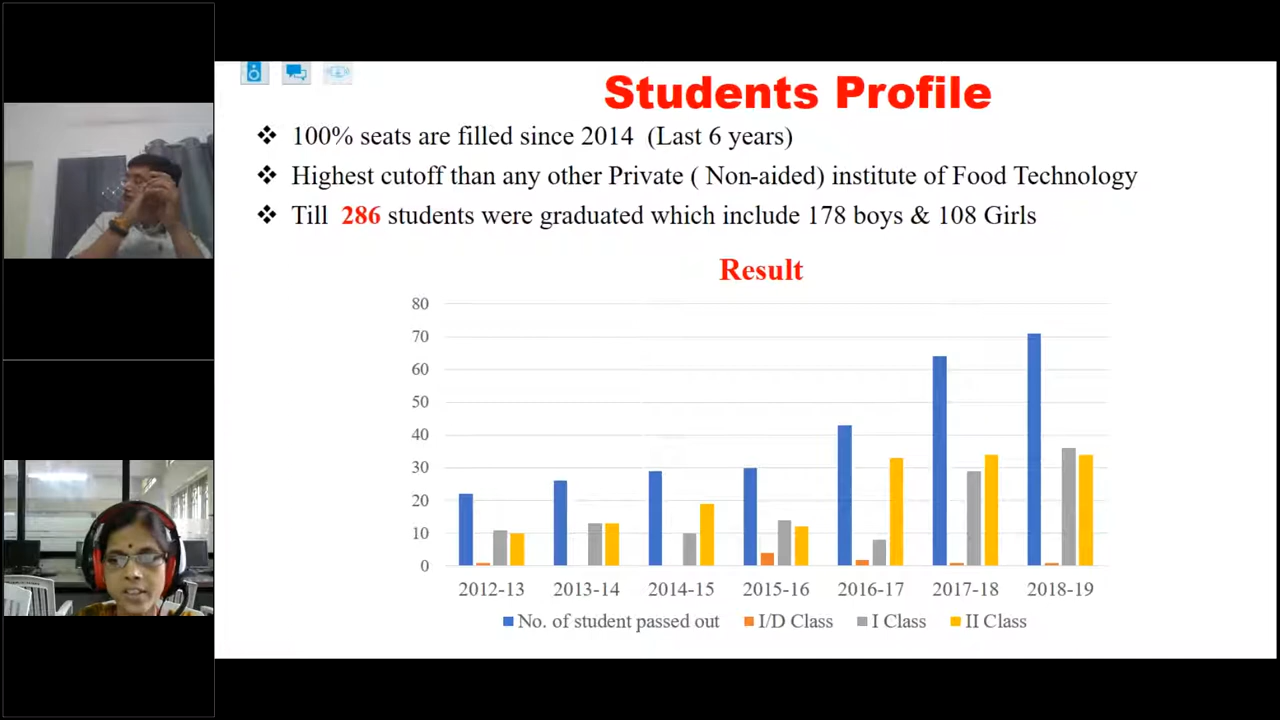 Students Profile
❖ 100% seats are filled since 2014 (Last 6 years)
❖ Highest cutoff than any other Private ( Non-aided) institute of Food Technology
❖ Till 286 students were graduated which include 178 boys & 108 Girls
Result
80
70
60
50
40
30
20
10
0
2012-13 2013-14 2014-15 2015-16 2016-17 2017-18 2018-19
No. of student passed out I/D Class I Class II Class